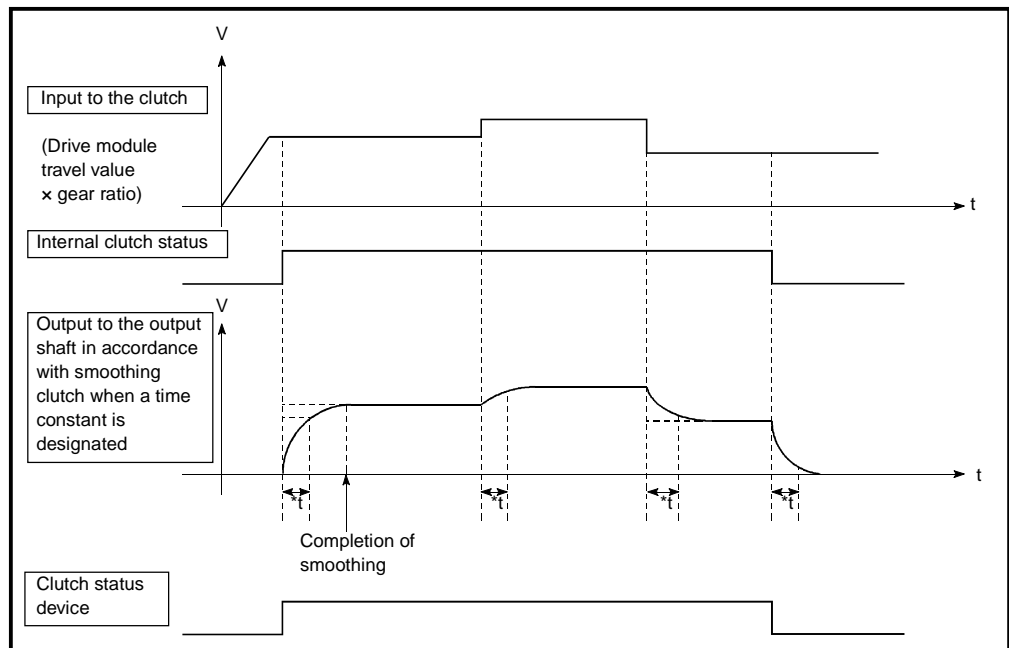 V
Input to the clutch
(Drive module
travel value
× gear ratio)
t
Internal clutch status
V
Output to the output
shaft in accordance
with smoothing
clutch when a time
constant is
designated
t
*t
*t
*t
*t
Completion of
smoothing
Clutch status
device